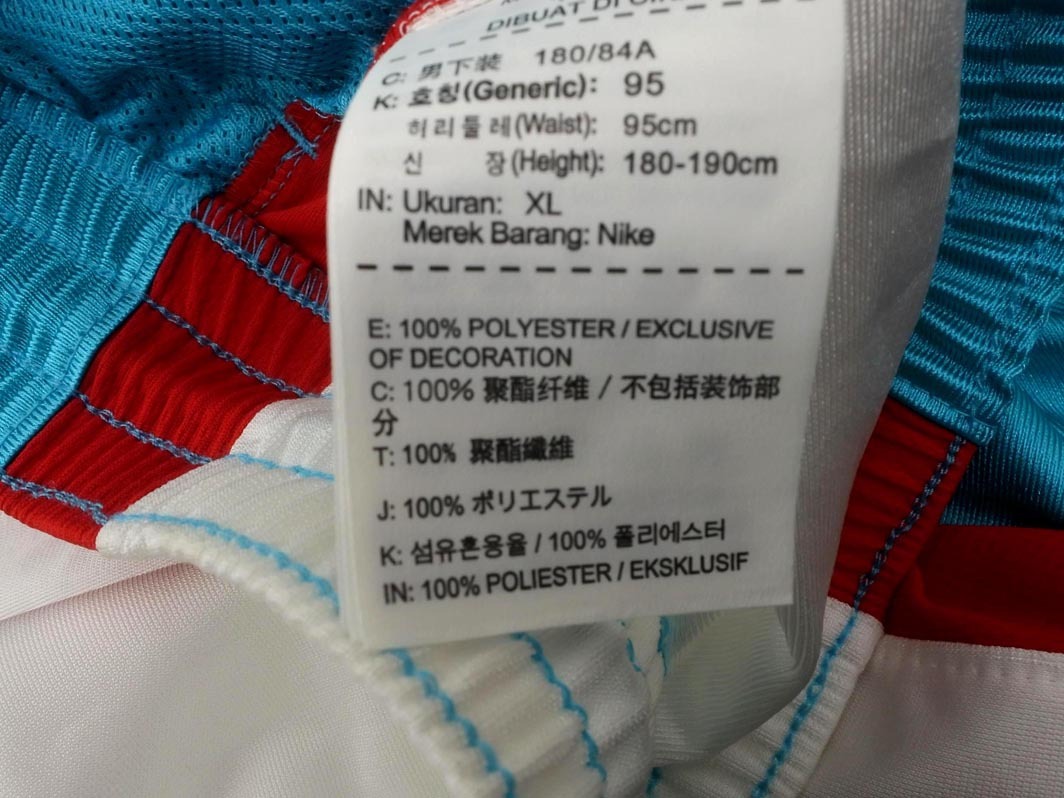 DIBUAT DI
C: 男下装 180/84A
K: 호칭(Generic): 95
허리둘레(Waist): 95cm
신 장(Height): 180-190cm
IN: Ukuran: XL
Merek Barang: Nike
E: 100% POLYESTER / EXCLUSIVE
OF DECORATION
C: 100% 聚酯纤维 / 不包括装饰部
分
T: 100% 聚酯纖維
J: 100% ポリエステル
K: 섬유혼용율 / 100% 폴리에스터
IN: 100% POLIESTER / EKSKLUSIF